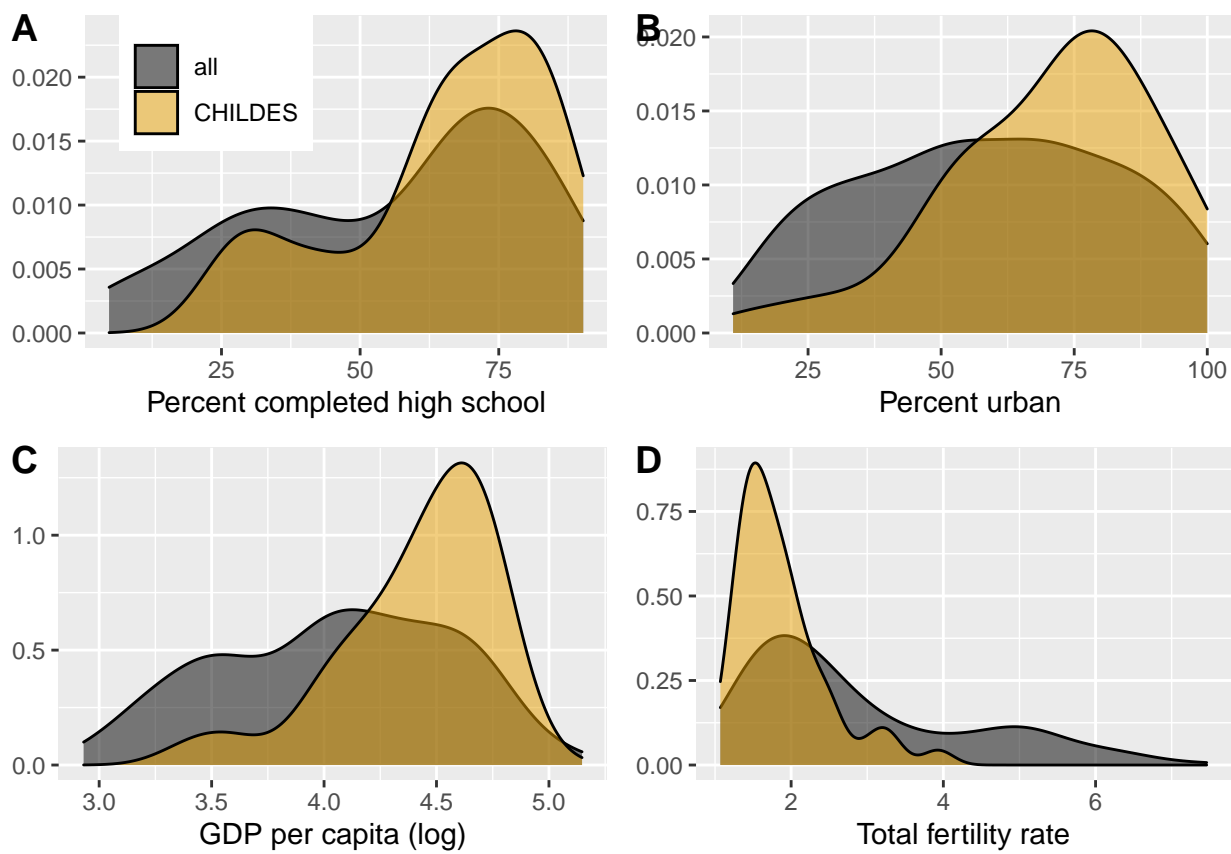 A
all
CHILDES
0.020
0.015
0.010
0.005
0.000
25 50 75
Percent completed high school
B
0.020
0.015
0.010
0.005
0.000
25 50 75 100
Percent urban
C
1.0
0.5
0.0
3.0 3.5 4.0 4.5 5.0
GDP per capita (log)
D
0.75
0.50
0.25
0.00
2 4 6
Total fertility rate